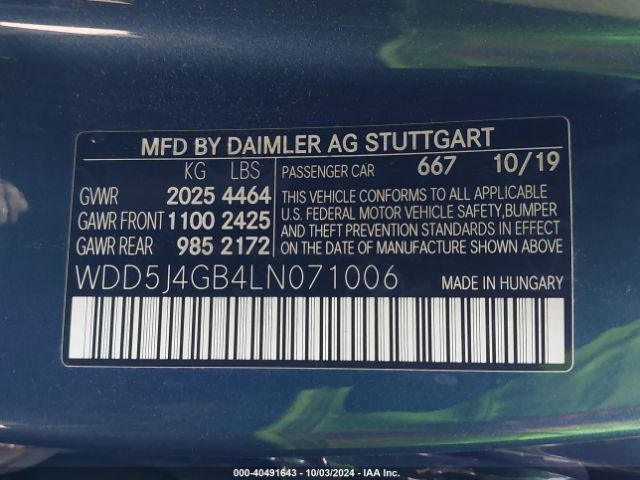 MFD BY DAIMLER AG STUTTGART
KG LBS
GVWR 2025 4464
GAWR FRONT 1100 2425
GAWR REAR 985 2172
PASSENGER CAR 667 10/19
THIS VEHICLE CONFORMS TO ALL APPLICABLE
U.S. FEDERAL MOTOR VEHICLE SAFETY,BUMPER
AND THEFT PREVENTION STANDARDS IN EFFECT
ON THE DATE OF MANUFACTURE SHOWN ABOVE.
WDD5J4GB4LN071006 MADE IN HUNGARY
000-40491643 - 10/03/2024 - IAA Inc.